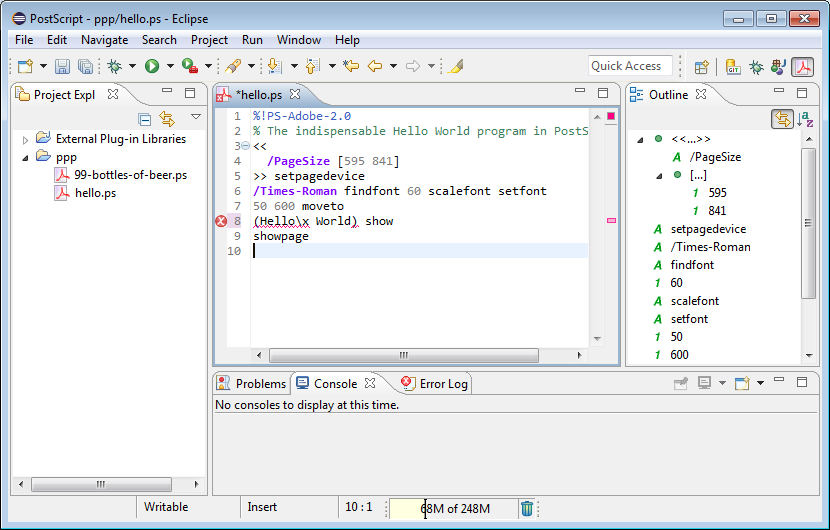 PostScript - ppp/hello.ps - Eclipse
File Edit Navigate Search Project Run Window Help
Quick Access
GIT
Project Expl
External Plug-in Libraries
ppp
99-bottles-of-beer.ps
hello.ps
*hello.ps
1 %!PS-Adobe-2.0
2 % The indispensable Hello World program in PostS
3 <<
4 /PageSize [595 841]
5 >> setpagedevice
6 /Times-Roman findfont 60 scalefont setfont
7 50 600 moveto
8 (Hello\x World) show
9 showpage
10
Outline
<<...>>
A /PageSize
[...]
1 595
1 841
A setpagedevice
A /Times-Roman
A findfont
1 60
A scalefont
A setfont
1 50
1 600
Problems Console Error Log
No consoles to display at this time.
Writable Insert 10 : 1 68M of 248M